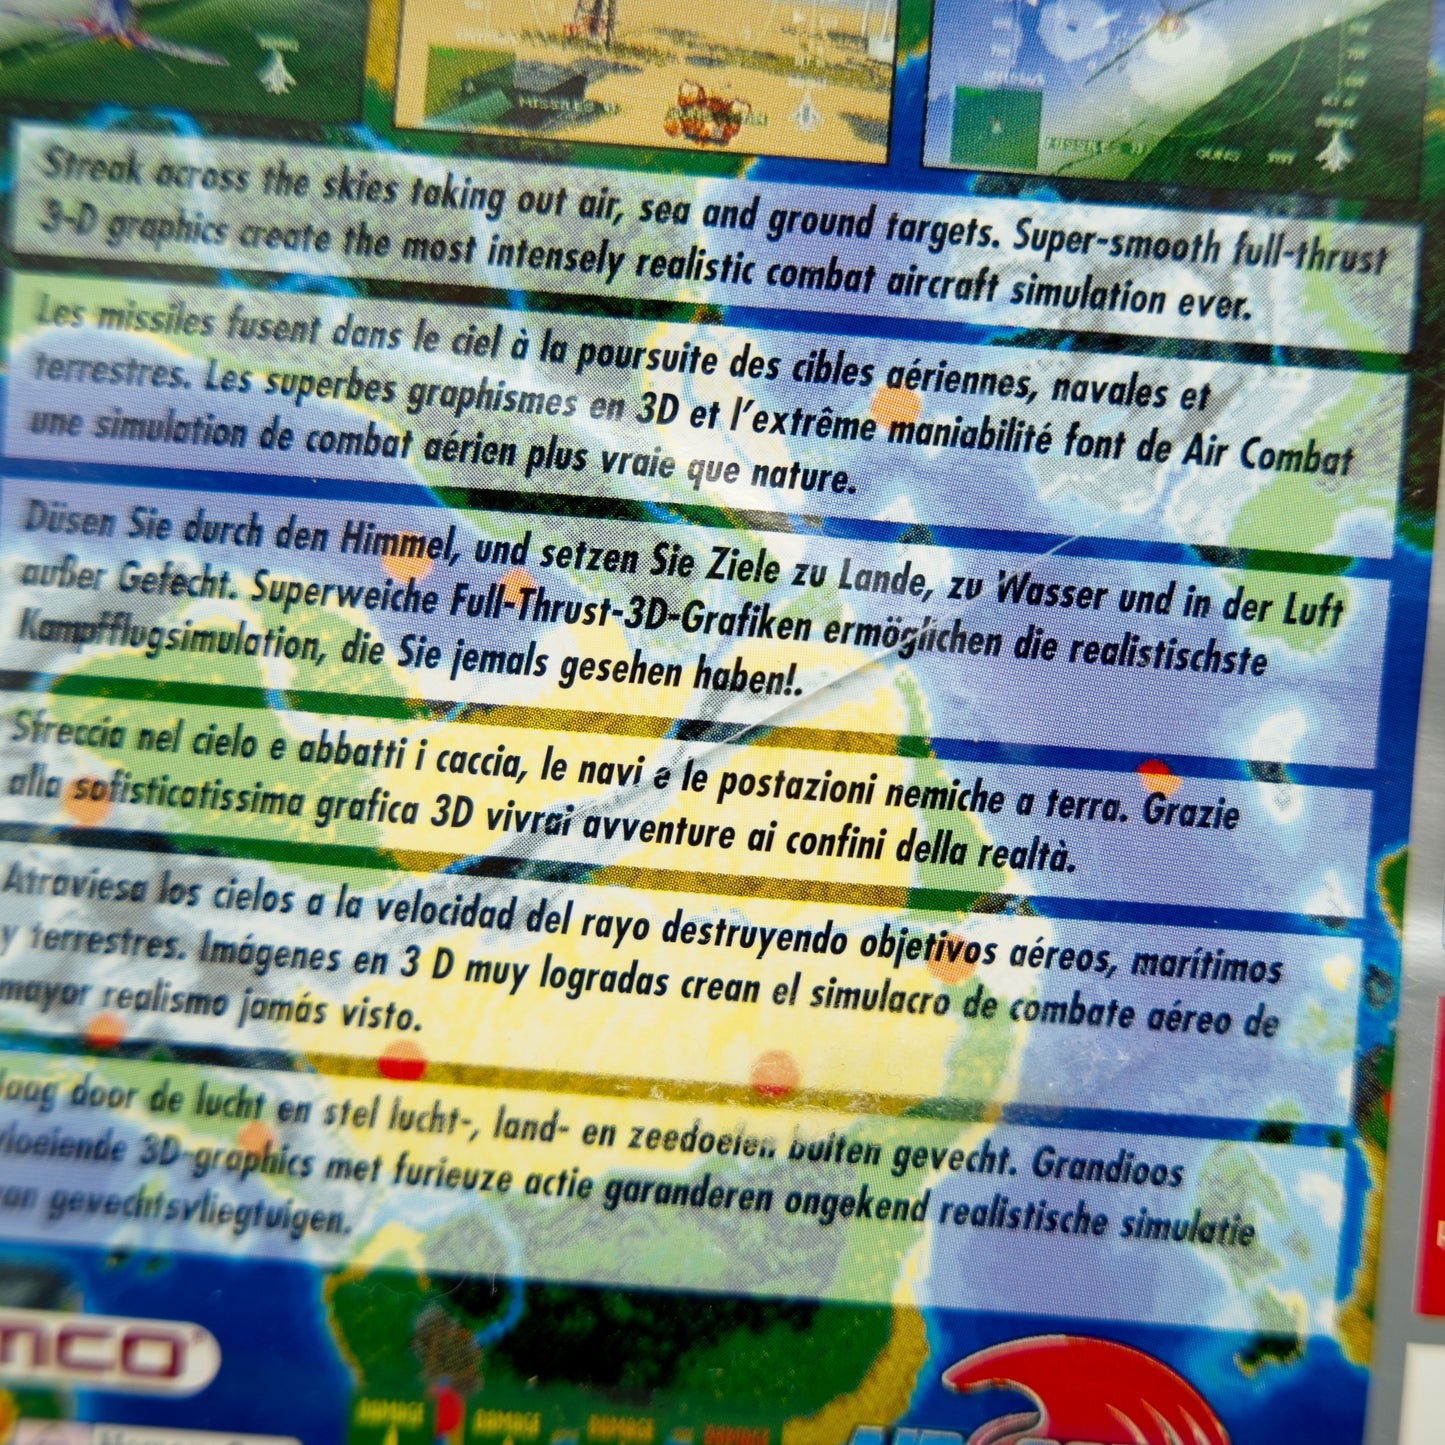 MISSILES
Streak across the skies taking out air, sea and ground targets. Super-smooth full-thrust
3-D graphics create the most intensely realistic combat aircraft simulation ever.
Les missiles fusent dans le ciel à la poursuite des cibles aériennes, navales et
terrestres. Les superbes graphismes en 3D et l'extrême maniabilité font de Air Combat
une simulation de combat aérien plus vraie que nature.
Düsen Sie durch den Himmel, und setzen Sie Ziele zu Lande, zu Wasser und in der Luft
außer Gefecht. Superweiche Full-Thrust-3D-Grafiken ermöglichen die realistischste
Kampfflugsimulation, die Sie jemals gesehen haben!.
Sfreccia nel cielo e abbatti i caccia, le navi e le postazioni nemiche a terra. Grazie
alla sofisticatissima grafica 3D vivrai avventure ai confini della realtà.
Atraviesa los cielos a la velocidad del rayo destruyendo objetivos aéreos, marítimos
y terrestres. Imágenes en 3 D muy logradas crean el simulacro de combate aéreo de
mayor realismo jamás visto.
door de lucht en stel lucht-, land- en zeedoelen buiten gevecht. Grandioos
vloeiende 3D-graphics met furieuze actie garanderen ongekend realistische simulatie
van gevechtsvliegtuigen.
DAMAGE DAMAGE DAMAGE DAMAGE